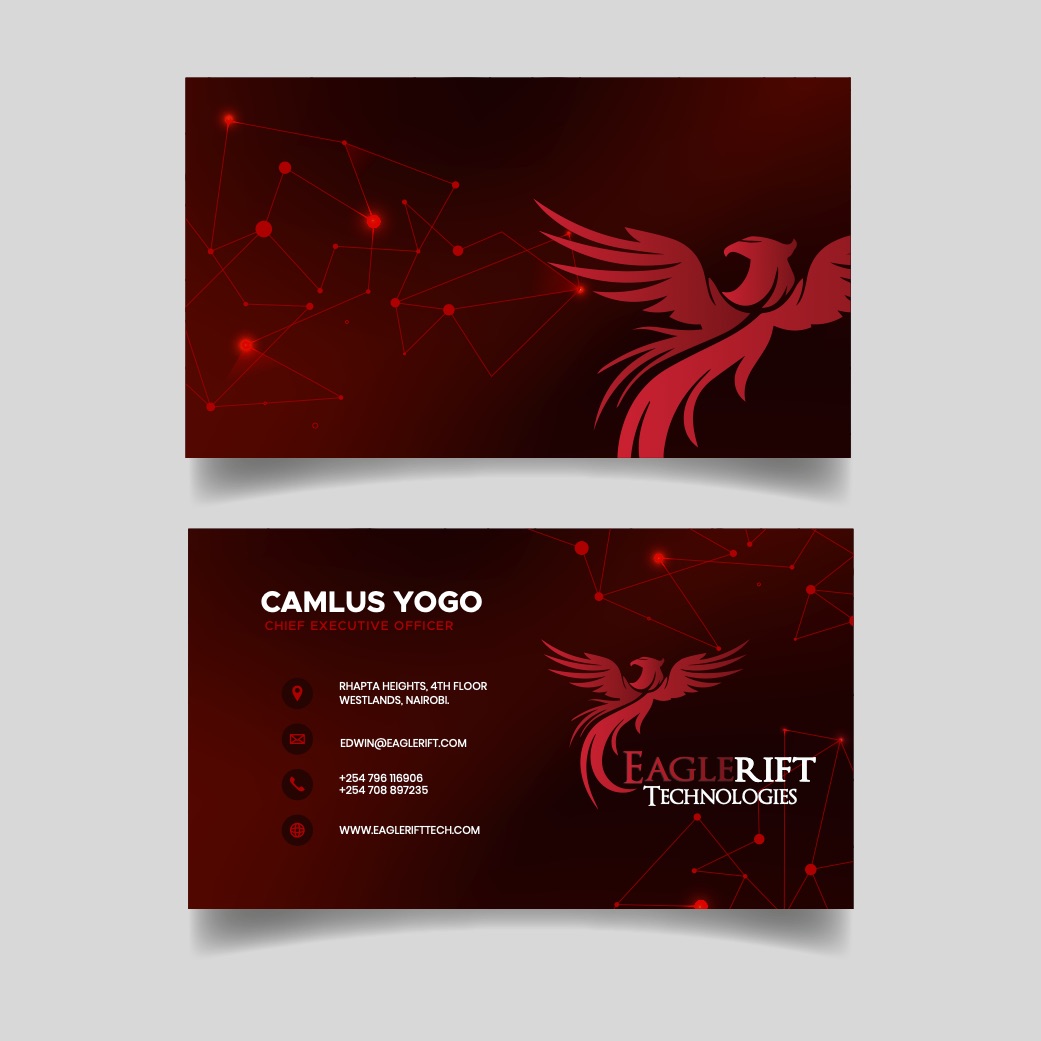 CAMLUS YOGO
CHIEF EXECUTIVE OFFICER
RHAPTA HEIGHTS, 4TH FLOOR
WESTLANDS, NAIROBI.
EDWIN@EAGLERIFT.COM
+254 796 116906
+254 708 897235
WWW.EAGLERIFTTECH.COM
EAGLERIFT
TECHNOLOGIES